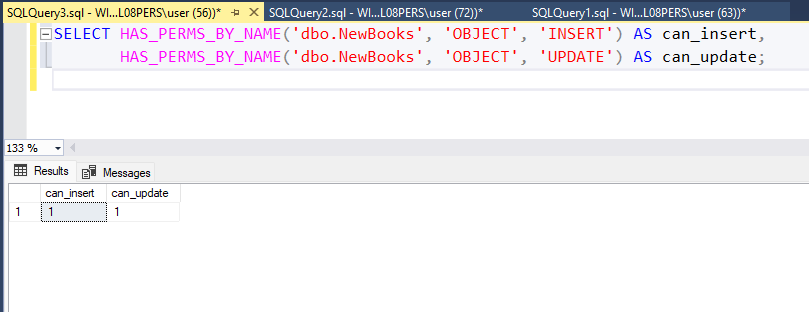 SQLQuery3.sql - WI...L08PERS\user (56))* SQLQuery2.sql - WI...L08PERS\user (72))* SQLQuery1.sql - WI...L08PERS\user (63))*
SELECT HAS_PERMS_BY_NAME('dbo.NewBooks', 'OBJECT', 'INSERT') AS can_insert,
HAS_PERMS_BY_NAME('dbo.NewBooks', 'OBJECT', 'UPDATE') AS can_update;
133 %
Results Messages
can_insert can_update
1 1 1